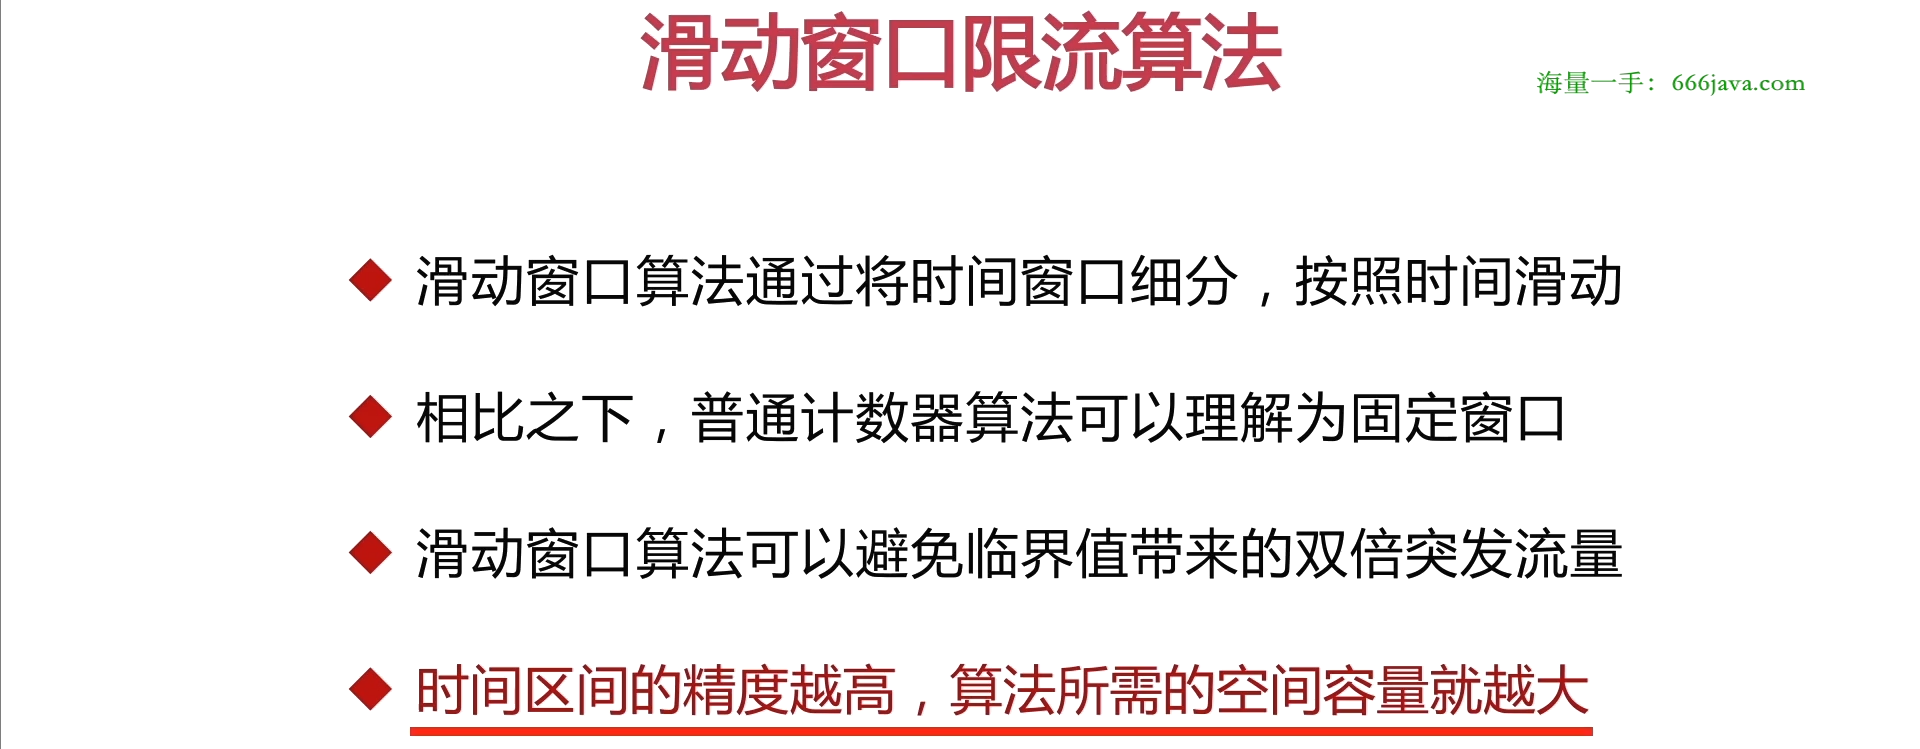 滑动窗口限流算法
海量一手：666java.com
滑动窗口算法通过将时间窗口细分，按照时间滑动
相比之下，普通计数器算法可以理解为固定窗口
滑动窗口算法可以避免临界值带来的双倍突发流量
时间区间的精度越高，算法所需的空间容量就越大